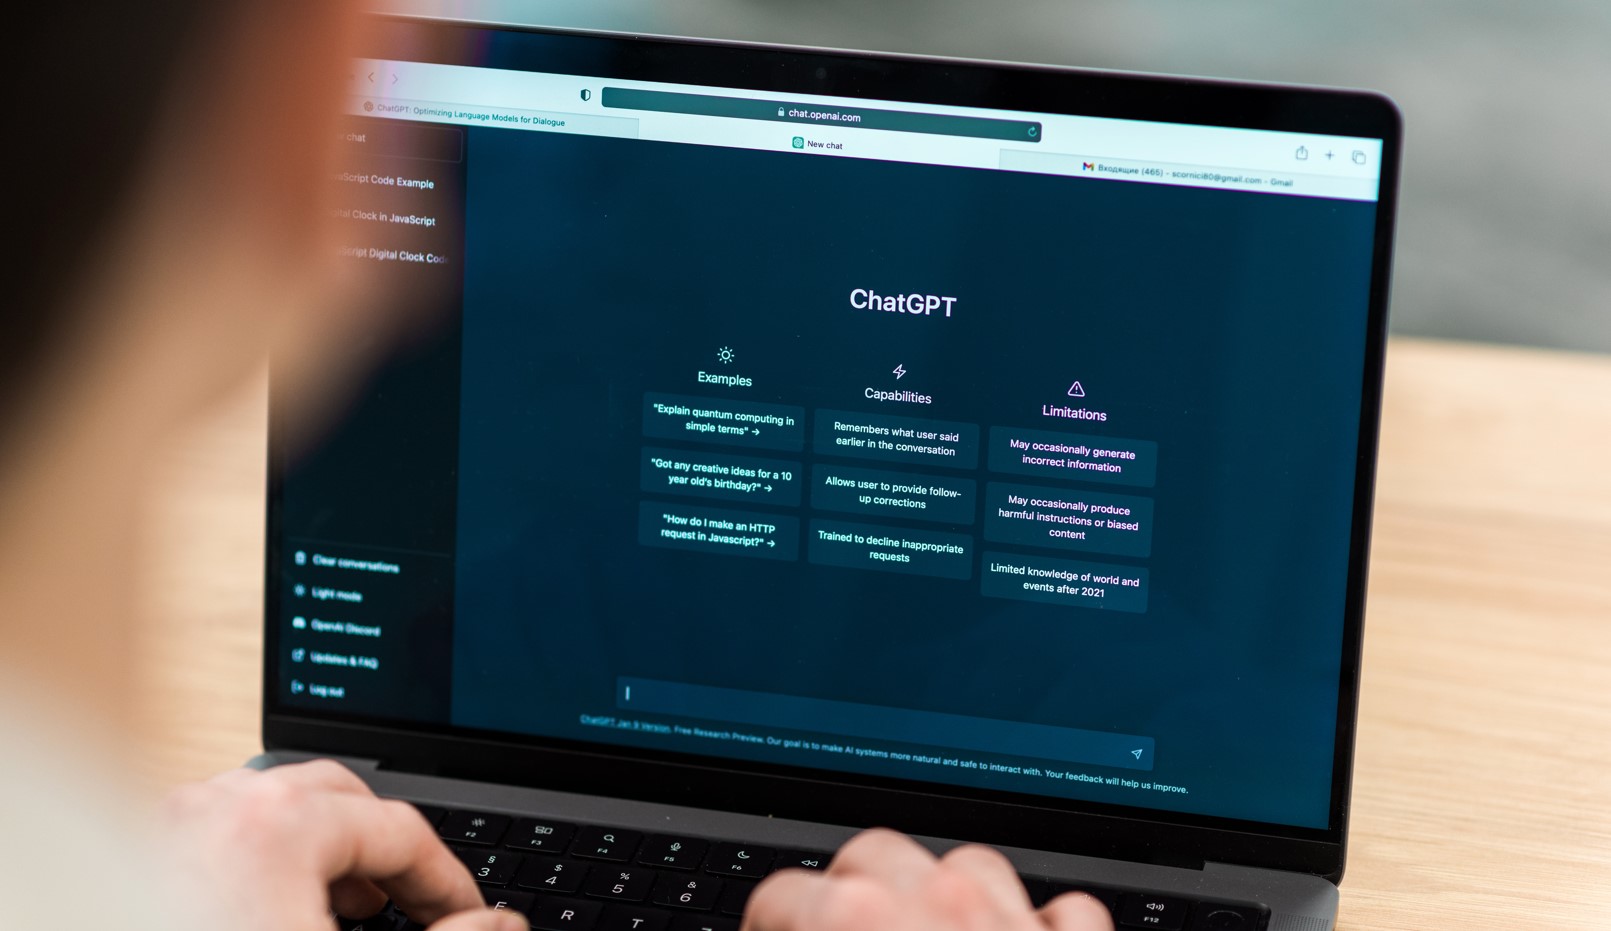 chat.openai.com
ChatGPT: Optimizing Language Models for Dialogue
New chat
Входящие (465) - scornici80@gmail.com - Gmail
chat
Script Code Example
Clock in JavaScript
Script Digital Clock Cod
Clear conversations
Light mode
OpenAI Discord
Updates & FAQ
Log out
ChatGPT
Examples
"Explain quantum computing in
simple terms" →
"Got any creative ideas for a 10
year old's birthday?" →
"How do I make an HTTP
request in Javascript?" →
Capabilities
Remembers what user said
earlier in the conversation
Allows user to provide follow-
up corrections
Trained to decline inappropriate
requests
Limitations
May occasionally generate
incorrect information
May occasionally produce
harmful instructions or biased
content
Limited knowledge of world and
events after 2021
ChatGPT Jan 9 Version. Free Research Preview. Our goal is to make AI systems more natural and safe to interact with. Your feedback will help us improve.
F2 F3 F4 F5 F6 F12
§ 3 $ 4 % 5 & 6
E R T